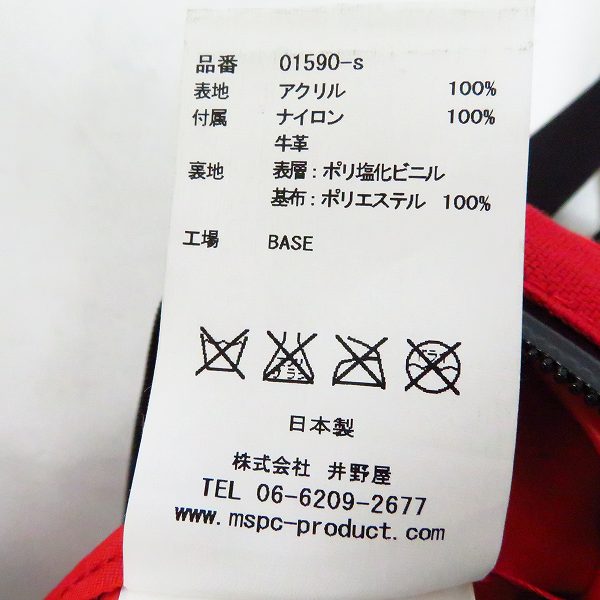 品番 01590-s
表地 アクリル 100%
付属 ナイロン 100%
牛革
裏地 表層:ポリ塩化ビニル
基布:ポリエステル 100%
工場 BASE
日本製
株式会社 井野屋
TEL 06-6209-2677
www.mspc-product.com